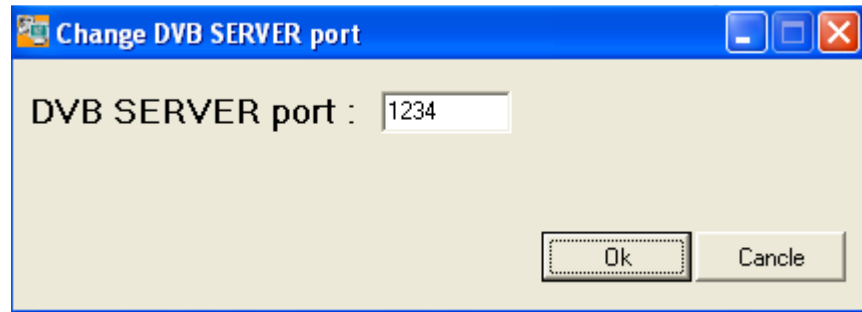 Change DVB SERVER port
DVB SERVER port : 1234
Ok Cancle